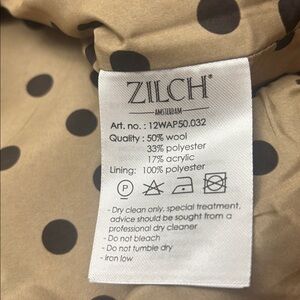 ZILCH®
AMSTERDAM
Art. no. : 12WAP50.032
Quality : 50% wool
33% polyester
17% acrylic
Lining: 100% polyester
P
- Dry clean only, special treatment,
advice should be sought from a
professional dry cleaner
- Do not bleach
- Do not tumble dry
- Iron low